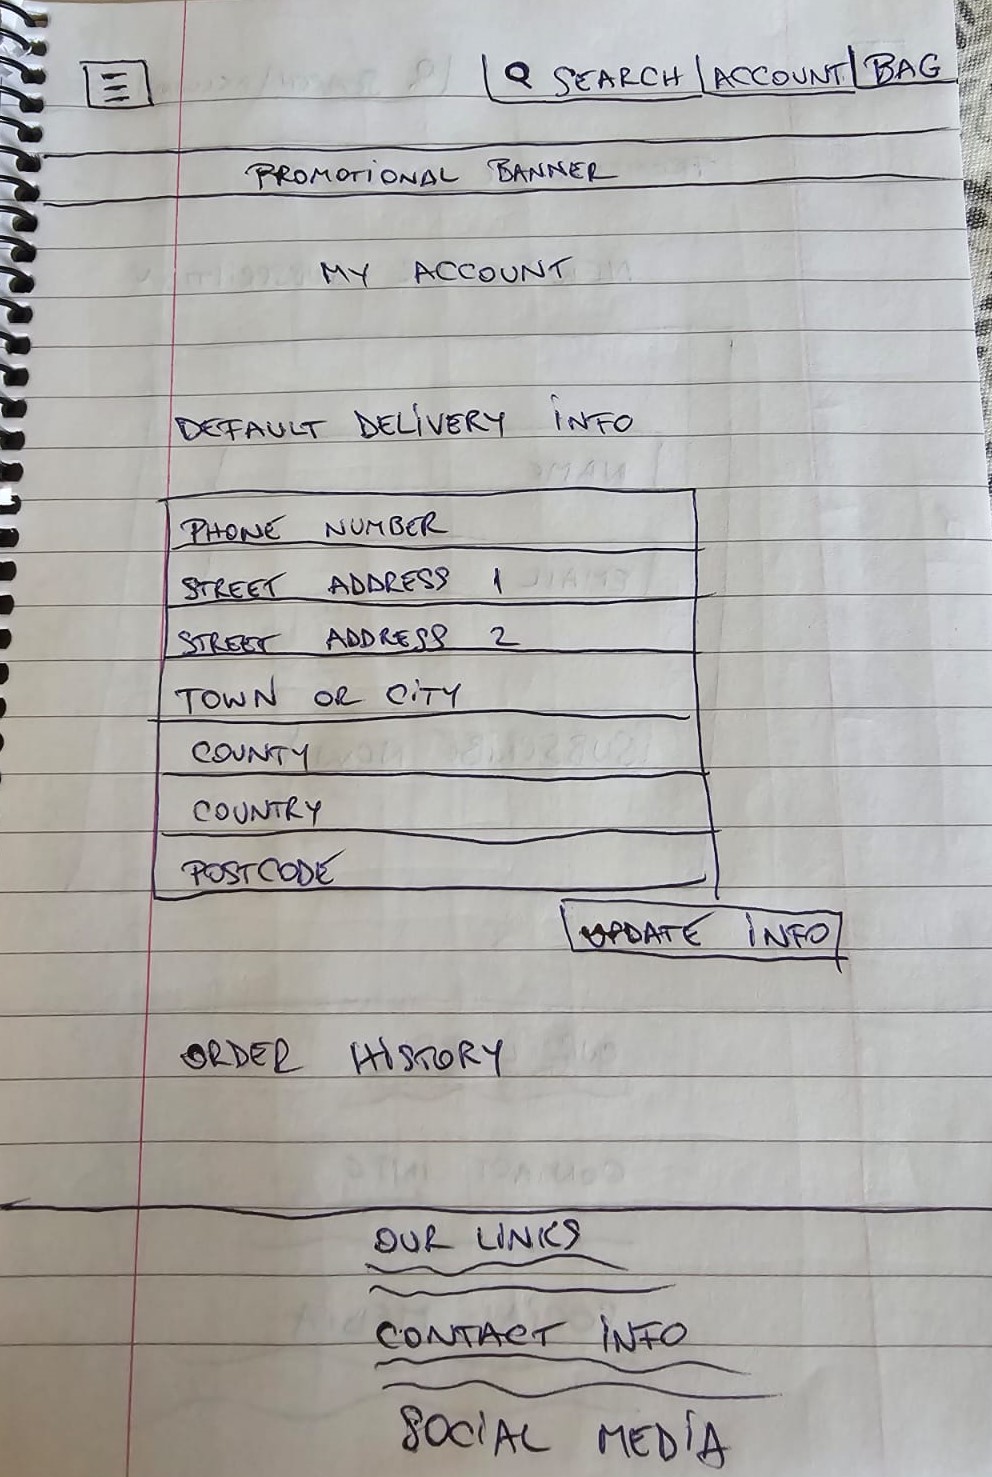 SEARCH ACCOUNT BAG
PROMOTIONAL BANNER
MY ACCOUNT
DEFAULT DELIVERY INFO
PHONE NUMBER
STREET ADDRESS 1
STREET ADDRESS 2
TOWN OR CITY
COUNTY
COUNTRY
POSTCODE
UPDATE INFO
ORDER HISTORY
OUR LINKS
CONTACT INFO
SOCIAL MEDIA